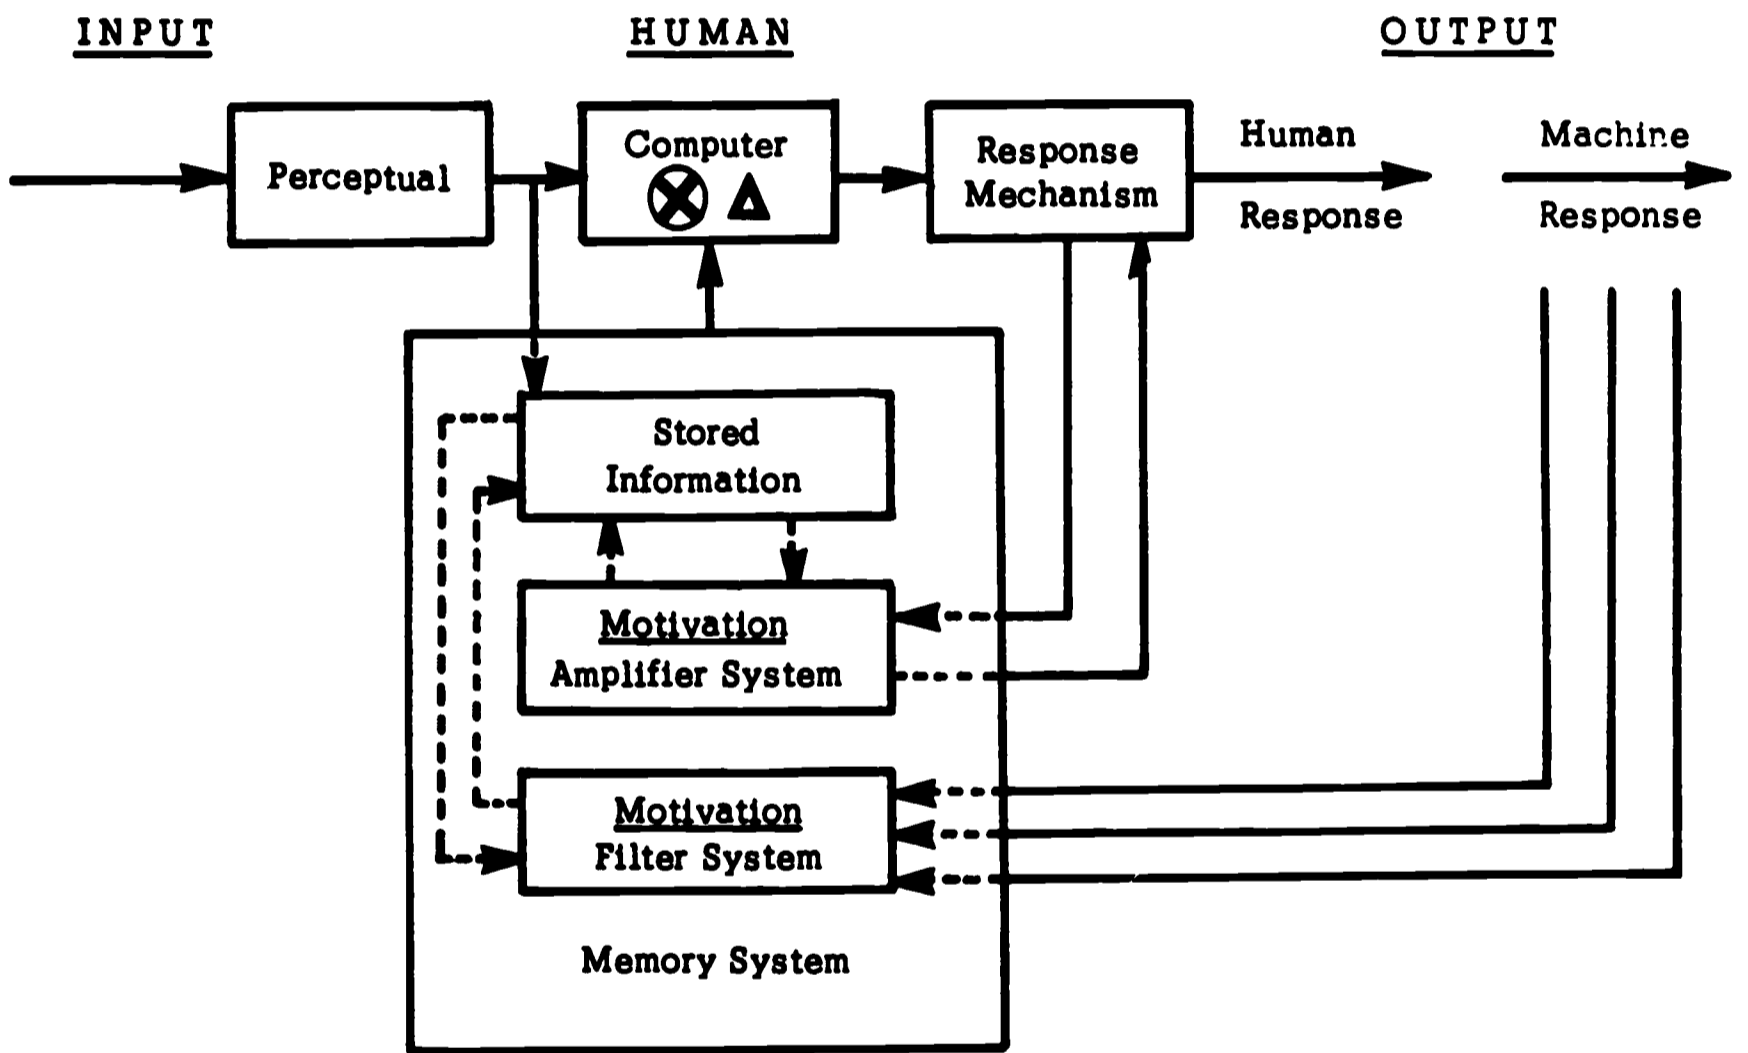 INPUT
HUMAN
OUTPUT
Perceptual
Computer
Response
Mechanism
Human
Response
Machine
Response
Stored
Information
Motivation
Amplifier System
Motivation
Filter System
Memory System